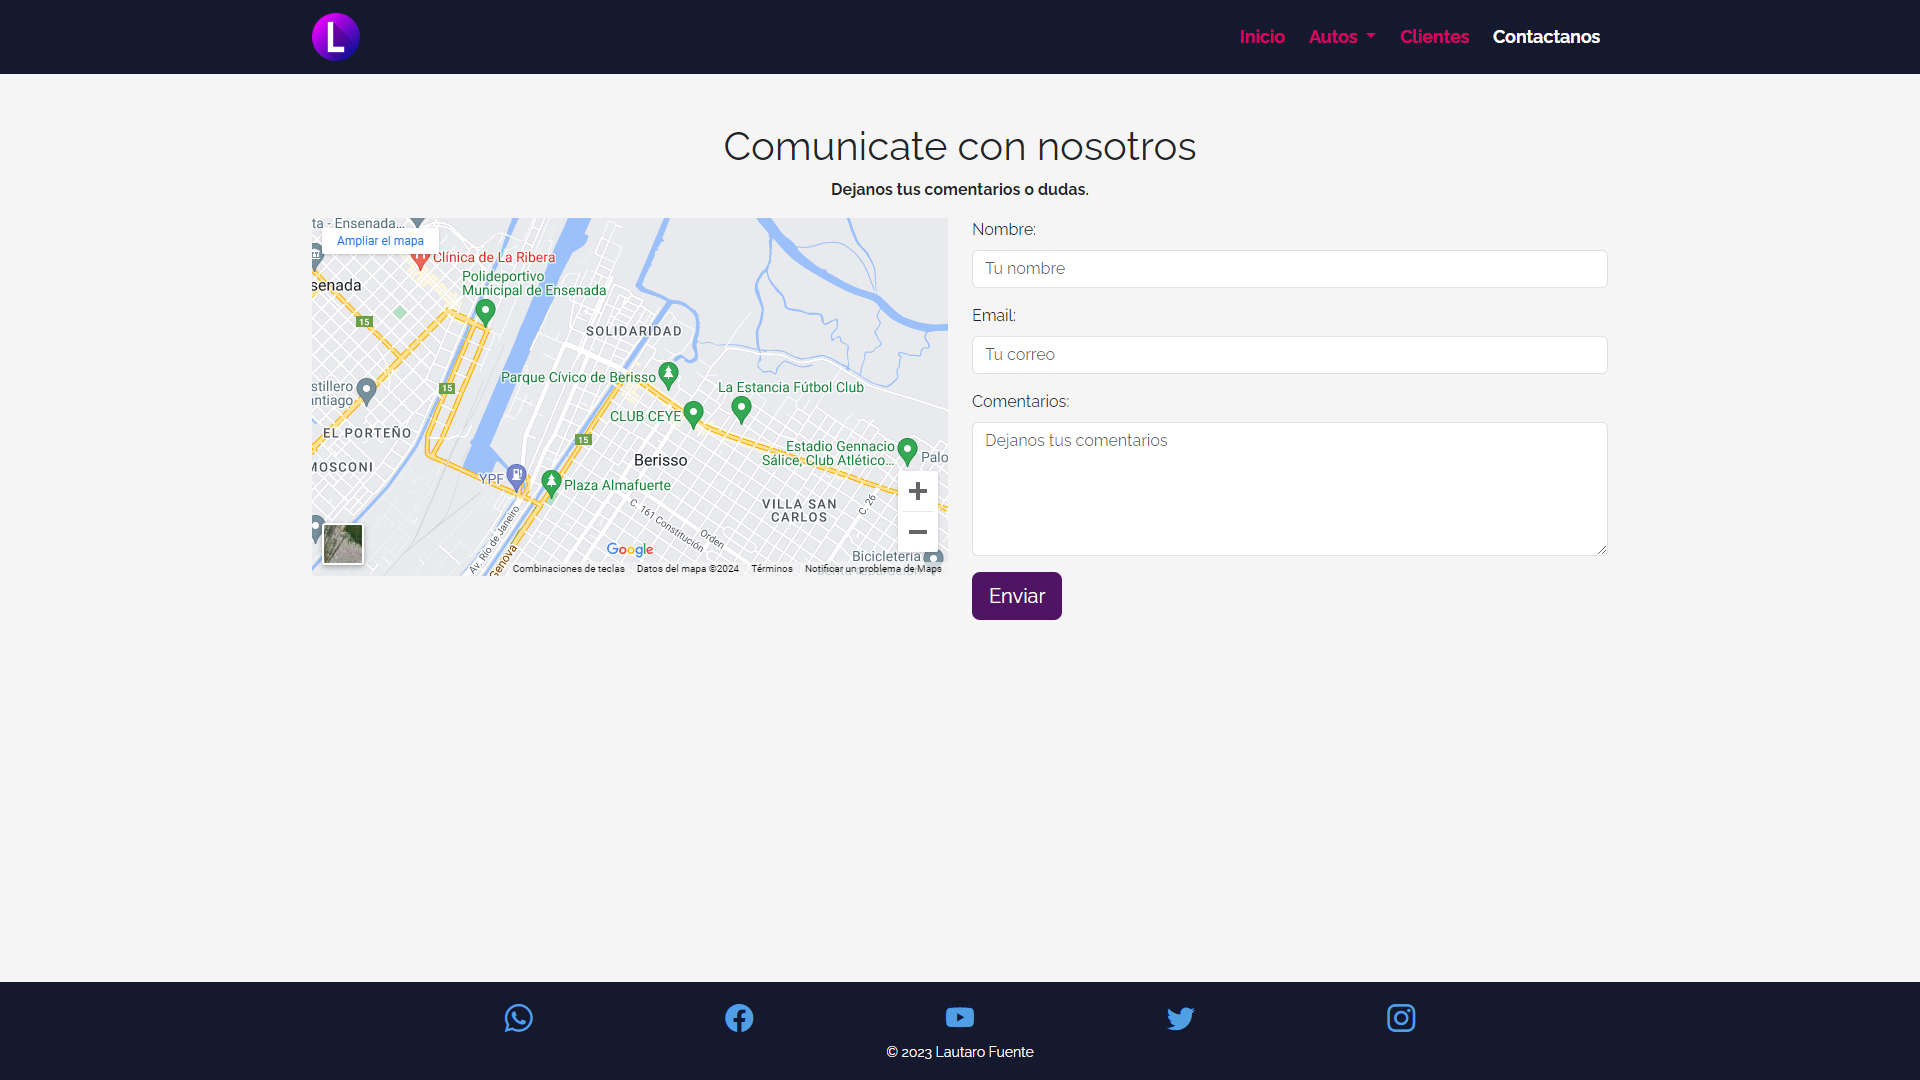 L
Inicio
Autos
Clientes
Contactanos
Comunicate con nosotros
Dejanos tus comentarios o dudas.
ta - Ensenada...
Ampliar el mapa
Clínica de La Ribera
Polideportivo
Municipal de Ensenada
senada
15
SOLIDARIDAD
Parque Cívico de Berisso
La Estancia Fútbol Club
15
stillero
antiago
CLUB CEYE
EL PORTEÑO
15
Estadio Gennacio
Sálice, Club Atlético...
Palo
MOSCONI
Berisso
YPF
Plaza Almafuerte
VILLA SAN
CARLOS
C. 26
C. 161 Constitución
Orden
Av. Río de Janeiro
Genova
Google
Bicicletería
Combinaciones de teclas
Datos del mapa ©2024
Términos
Notificar un problema de Maps
Nombre:
Tu nombre
Email:
Tu correo
Comentarios:
Dejanos tus comentarios
Enviar
© 2023 Lautaro Fuente